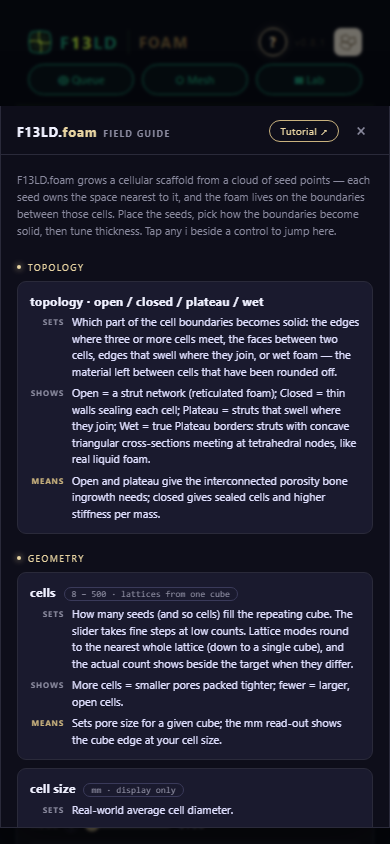 F13LD FOAM ?
Queue Mesh Lab
F13LD.foam FIELD GUIDE Tutorial ↗ ×
F13LD.foam grows a cellular scaffold from a cloud of seed points — each
seed owns the space nearest to it, and the foam lives on the boundaries
between those cells. Place the seeds, pick how the boundaries become
solid, then tune thickness. Tap any i beside a control to jump here.
TOPOLOGY
topology · open / closed / plateau / wet
SETS Which part of the cell boundaries becomes solid: the edges
where three or more cells meet, the faces between two
cells, edges that swell where they join, or wet foam — the
material left between cells that have been rounded off.
SHOWS Open = a strut network (reticulated foam); Closed = thin
walls sealing each cell; Plateau = struts that swell where
they join; Wet = true Plateau borders: struts with concave
triangular cross-sections meeting at tetrahedral nodes, like
real liquid foam.
MEANS Open and plateau give the interconnected porosity bone
ingrowth needs; closed gives sealed cells and higher
stiffness per mass.
GEOMETRY
cells 8 – 500 · lattices from one cube
SETS How many seeds (and so cells) fill the repeating cube. The
slider takes fine steps at low counts. Lattice modes round
to the nearest whole lattice (down to a single cube), and
the actual count shows beside the target when they differ.
SHOWS More cells = smaller pores packed tighter; fewer = larger,
open cells.
MEANS Sets pore size for a given cube; the mm read-out shows
the cube edge at your cell size.
cell size mm · display only
SETS Real-world average cell diameter.